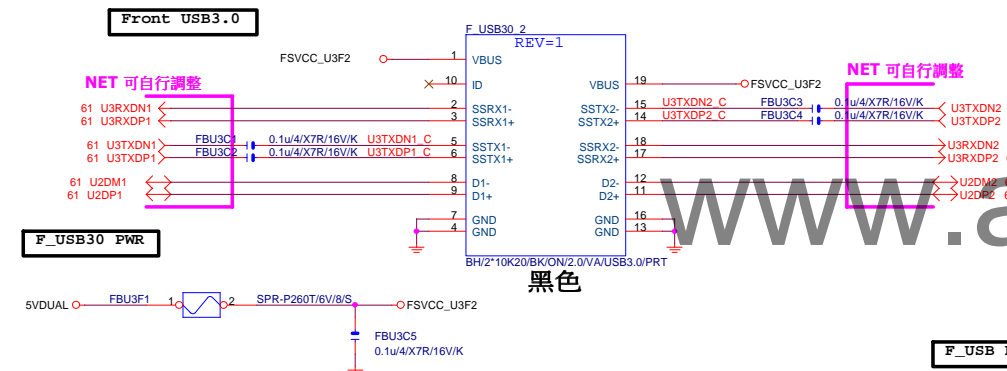 Front USB3.0
F_USB30_2
REV=1
FSVCC_U3F2
1
VBUS
10
ID
VBUS
19
FSVCC_U3F2
NET 可自行調整
NET 可自行調整
61 U3RXDN1
2
SSRX1-
SSTX2-
15
U3TXDN2_C
FBU3C3
0.1u/4/X7R/16V/K
U3TXDN2
61 U3RXDP1
3
SSRX1+
SSTX2+
14
U3TXDP2_C
FBU3C4
0.1u/4/X7R/16V/K
U3TXDP2
61 U3TXDN1
FBU3C1
0.1u/4/X7R/16V/K
U3TXDN1_C
5
SSTX1-
SSRX2-
18
U3RXDN2
61 U3TXDP1
FBU3C2
0.1u/4/X7R/16V/K
U3TXDP1_C
6
SSTX1+
SSRX2+
17
U3RXDP2
61 U2DM1
8
D1-
D2-
12
U2DM2
61 U2DP1
9
D1+
D2+
11
U2DP2
7
GND
GND
16
4
GND
GND
13
www.a
BH/2*10K20/BK/ON/2.0/VA/USB3.0/PRT
黑色
F_USB30 PWR
5VDUAL
FBU3F1
1
2
SPR-P260T/6V/8/S
FSVCC_U3F2
FBU3C5
0.1u/4/X7R/16V/K
F_USB